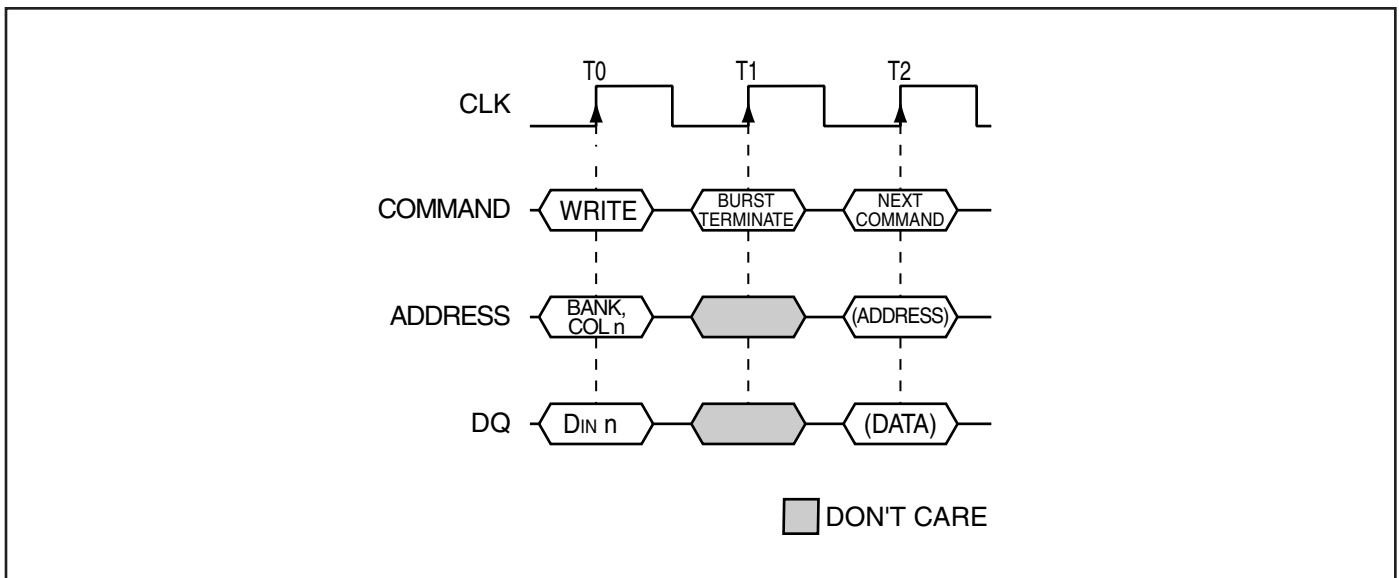 T0 T1 T2
CLK
COMMAND WRITE BURST TERMINATE NEXT COMMAND
ADDRESS BANK, COL n (ADDRESS)
DQ DIN n (DATA)
DON'T CARE